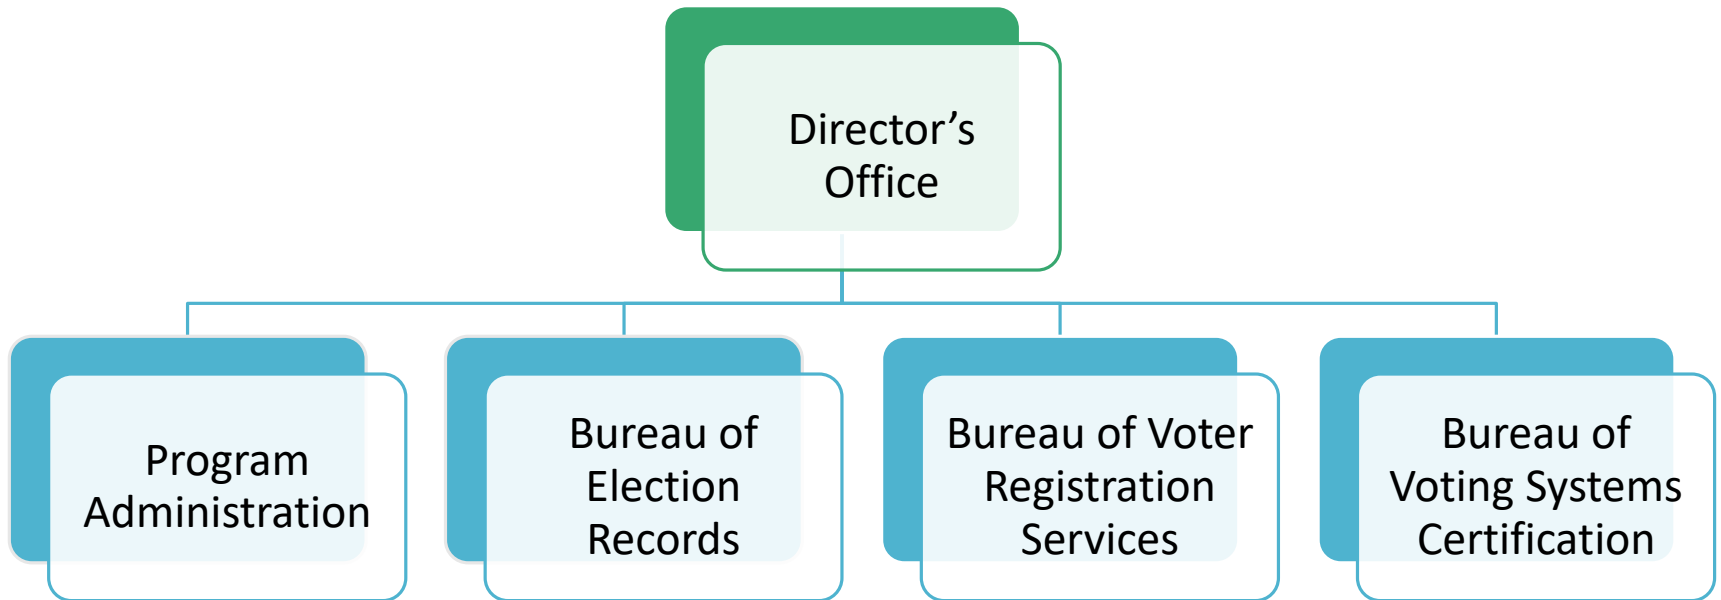 Director’s
Office
Program
Administration
Bureau of
Election
Records
Bureau of Voter
Registration
Services
Bureau of
Voting Systems
Certification